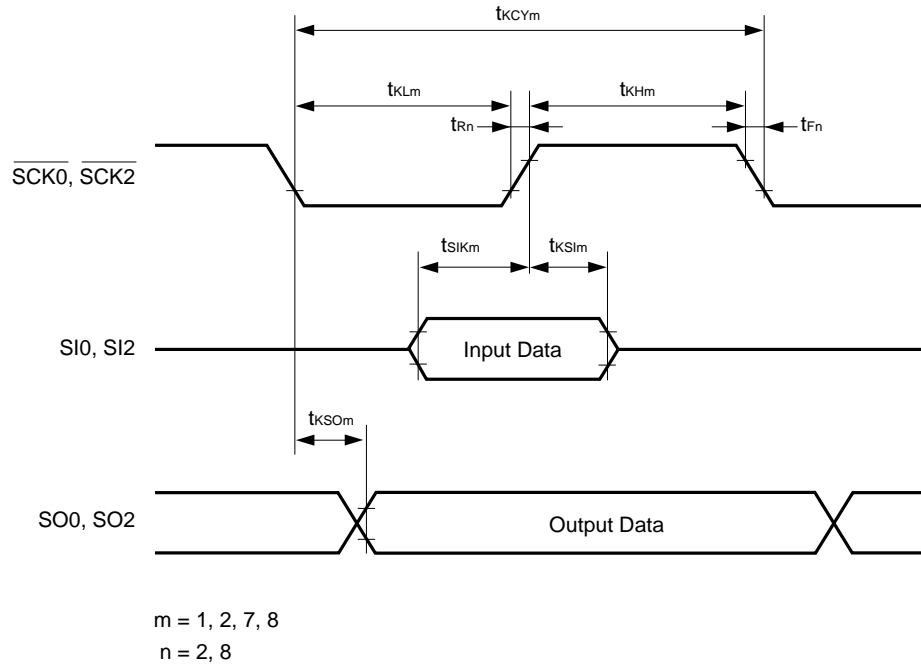 tKCYm
tKLm
tKHm
tRn
tFn
SCK0, SCK2
tSIKm
tKSIm
SI0, SI2
Input Data
tKSOm
SO0, SO2
Output Data
m = 1, 2, 7, 8
n = 2, 8